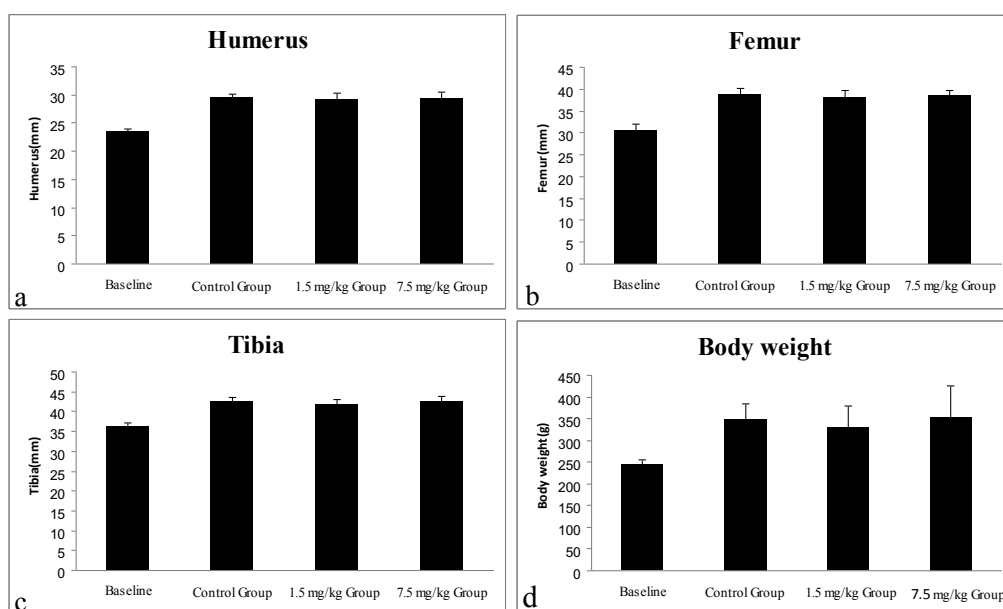 Humerus
Humerus(mm)
35
30
25
20
15
10
5
0
Baseline
Control Group
1.5 mg/kg Group
7.5 mg/kg Group
a
Femur
Femur(mm)
45
40
35
30
25
20
15
10
5
0
Baseline
Control Group
1.5 mg/kg Group
7.5 mg/kg Group
b
Tibia
Tibia(mm)
50
45
40
35
30
25
20
15
10
5
0
Baseline
Control Group
1.5 mg/kg Group
7.5 mg/kg Group
c
Body weight
Body weight(g)
450
400
350
300
250
200
150
100
50
0
Baseline
Control Group
1.5 mg/kg Group
7.5 mg/kg Group
d